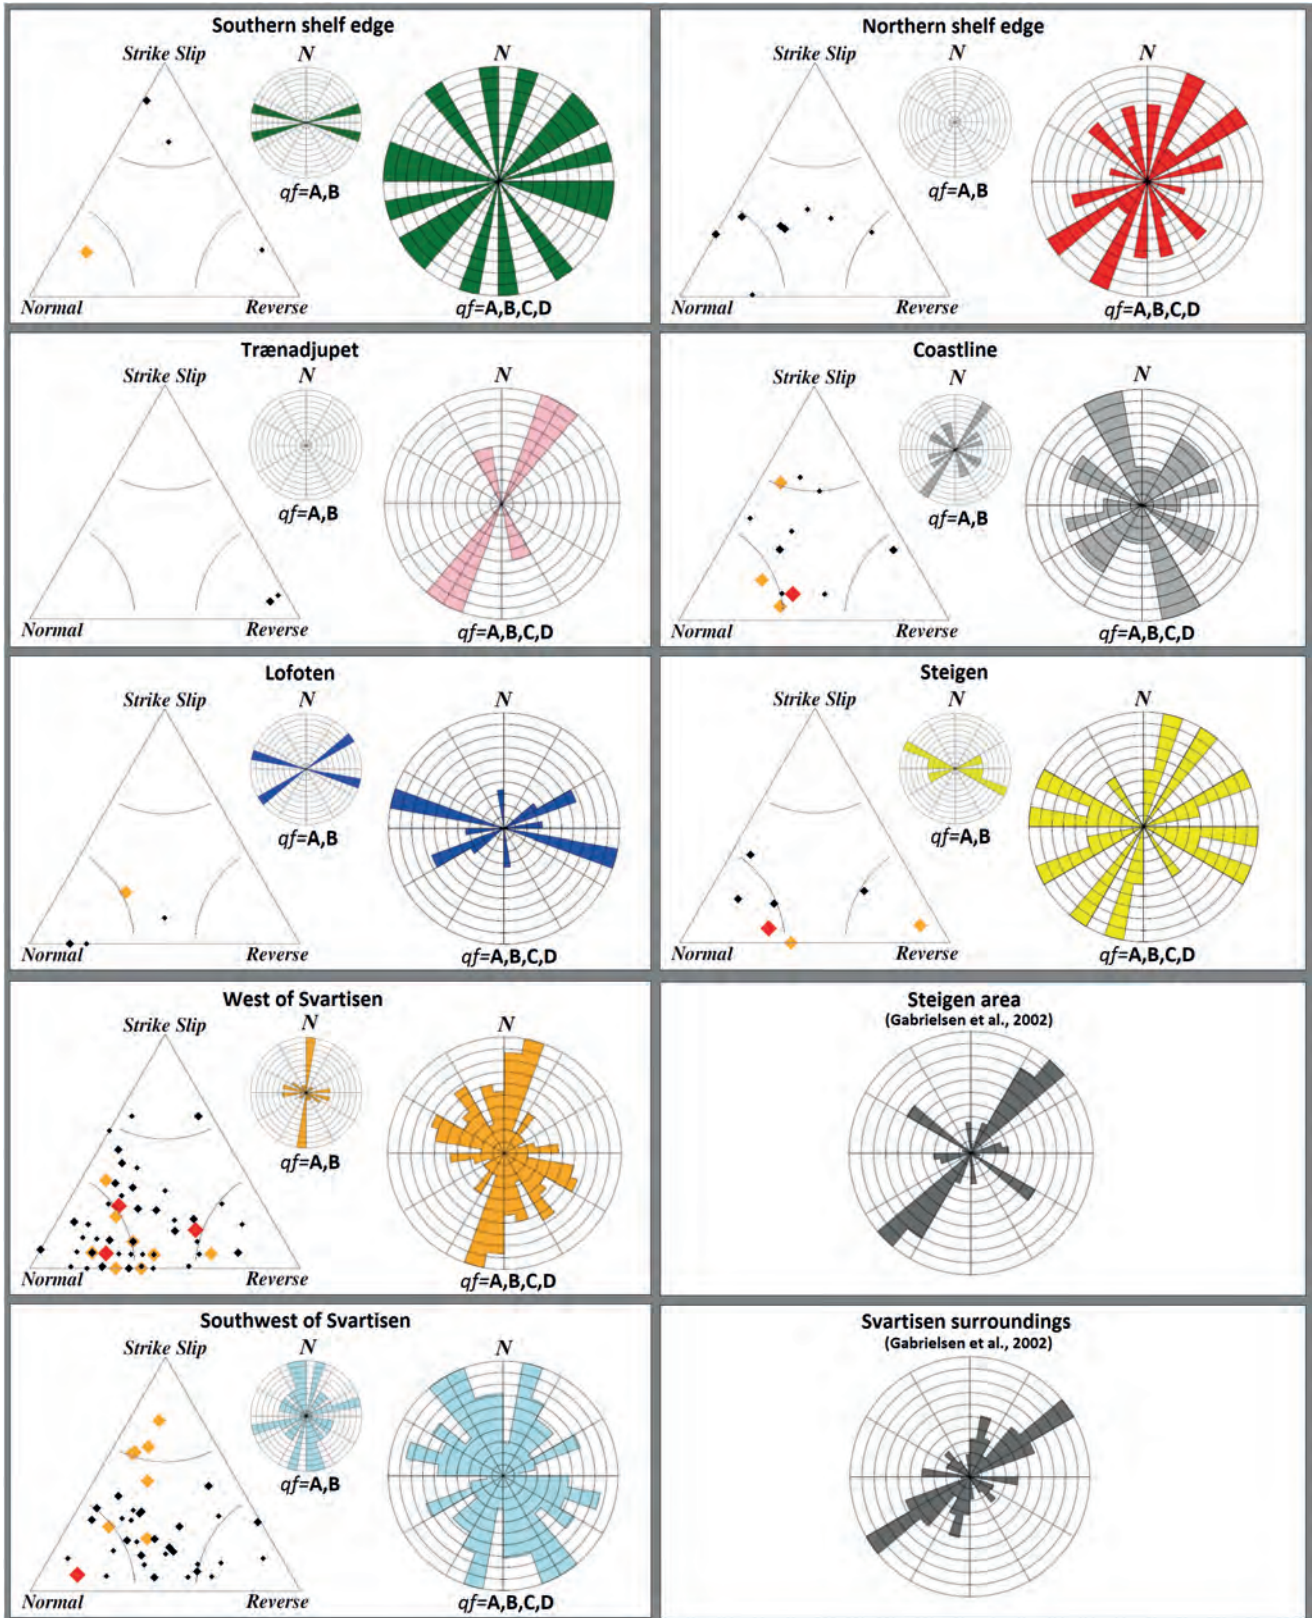 Southern shelf edge
Strike Slip
N
N
qf=A,B
Normal
Reverse
qf=A,B,C,D
Northern shelf edge
Strike Slip
N
N
qf=A,B
Normal
Reverse
qf=A,B,C,D
Trænadjupet
Strike Slip
N
N
qf=A,B
Normal
Reverse
qf=A,B,C,D
Coastline
Strike Slip
N
N
qf=A,B
Normal
Reverse
qf=A,B,C,D
Lofoten
Strike Slip
N
N
qf=A,B
Normal
Reverse
qf=A,B,C,D
Steigen
Strike Slip
N
N
qf=A,B
Normal
Reverse
qf=A,B,C,D
West of Svartisen
Strike Slip
N
N
qf=A,B
Normal
Reverse
qf=A,B,C,D
Steigen area
(Gabrielsen et al., 2002)
Southwest of Svartisen
Strike Slip
N
N
qf=A,B
Normal
Reverse
qf=A,B,C,D
Svartisen surroundings
(Gabrielsen et al., 2002)